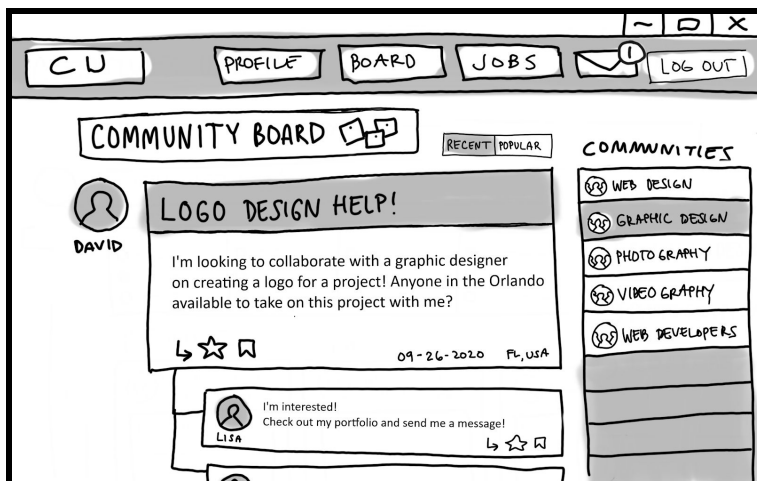 CU
PROFILE
BOARD
JOBS
1
LOG OUT
COMMUNITY BOARD
RECENT
POPULAR
DAVID
LOGO DESIGN HELP!
I'm looking to collaborate with a graphic designer
on creating a logo for a project! Anyone in the Orlando
available to take on this project with me?
09-26-2020 FL, USA
LISA
I'm interested!
Check out my portfolio and send me a message!
COMMUNITIES
WEB DESIGN
GRAPHIC DESIGN
PHOTOGRAPHY
VIDEOGRAPHY
WEB DEVELOPERS